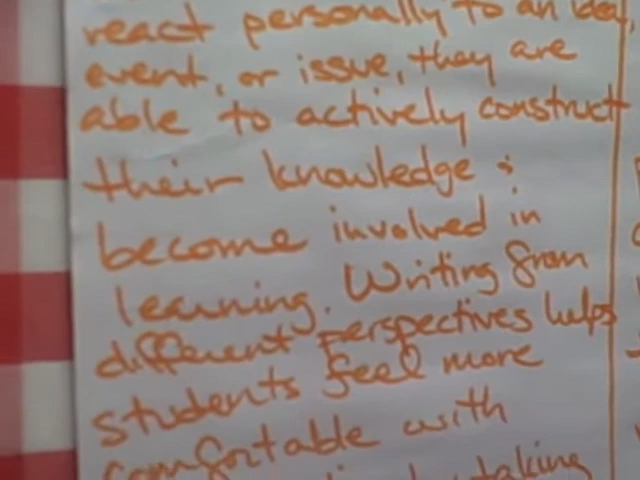 react personally to an idea,
event, or issue, they are
able to actively construct
their knowledge &
become involved in
learning. Writing from
different perspectives helps
students feel more
comfortable with
taking